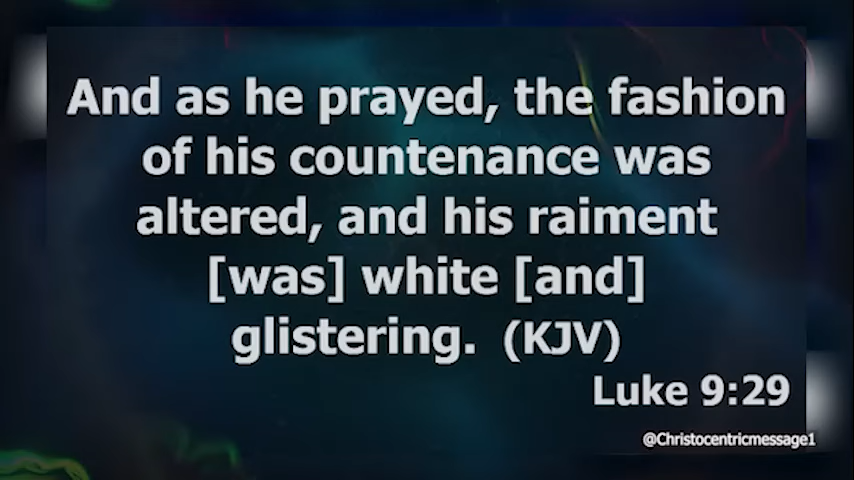 And as he prayed, the fashion
of his countenance was
altered, and his raiment
[was] white [and]
glistering. (KJV)
Luke 9:29
@Christocentricmessage1